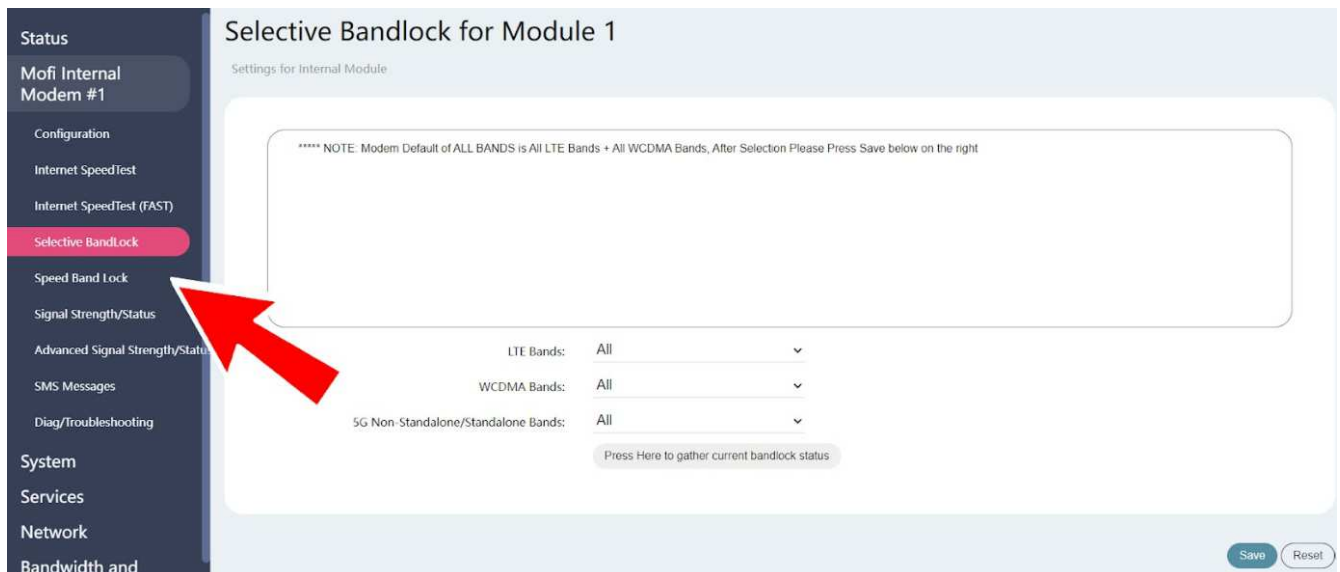 Status
Mofi Internal
Modem #1
Configuration
Internet SpeedTest
Internet SpeedTest (FAST)
Selective BandLock
Speed Band Lock
Signal Strength/Status
Advanced Signal Strength/Statu
SMS Messages
Diag/Troubleshooting
System
Services
Network
Bandwidth and
Selective Bandlock for Module 1
Settings for Internal Module
***** NOTE: Modem Default of ALL BANDS is All LTE Bands + All WCDMA Bands, After Selection Please Press Save below on the right
LTE Bands: All
WCDMA Bands: All
5G Non-Standalone/Standalone Bands: All
Press Here to gather current bandlock status
Save Reset